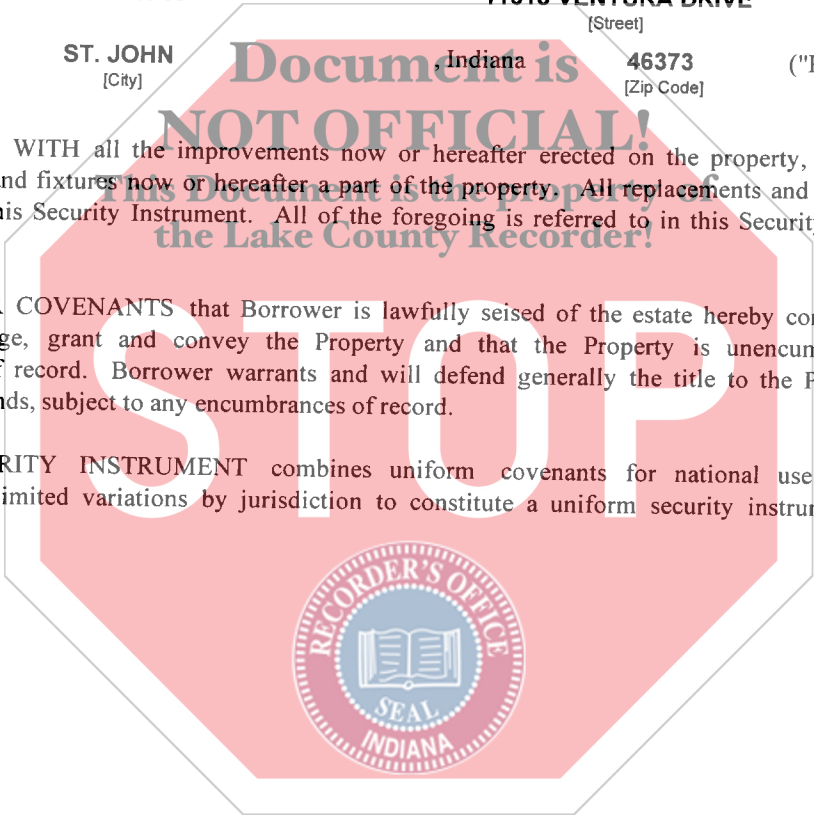 VENTURA DRIVE
[Street]
ST. JOHN , Indiana 46373
[City] [Zip Code]
Document is
NOT OFFICIAL!
This Document is the property of
the Lake County Recorder!
WITH all the improvements now or hereafter erected on the property,
and fixtures now or hereafter a part of the property. All replacements and
his Security Instrument. All of the foregoing is referred to in this Security
COVENANTS that Borrower is lawfully seised of the estate hereby
ge, grant and convey the Property and that the Property is unencum
f record. Borrower warrants and will defend generally the title to the P
nds, subject to any encumbrances of record.
RITY INSTRUMENT combines uniform covenants for national use
imited variations by jurisdiction to constitute a uniform security instru
STOP
RECORDER'S OFFICE
SEAL
INDIANA